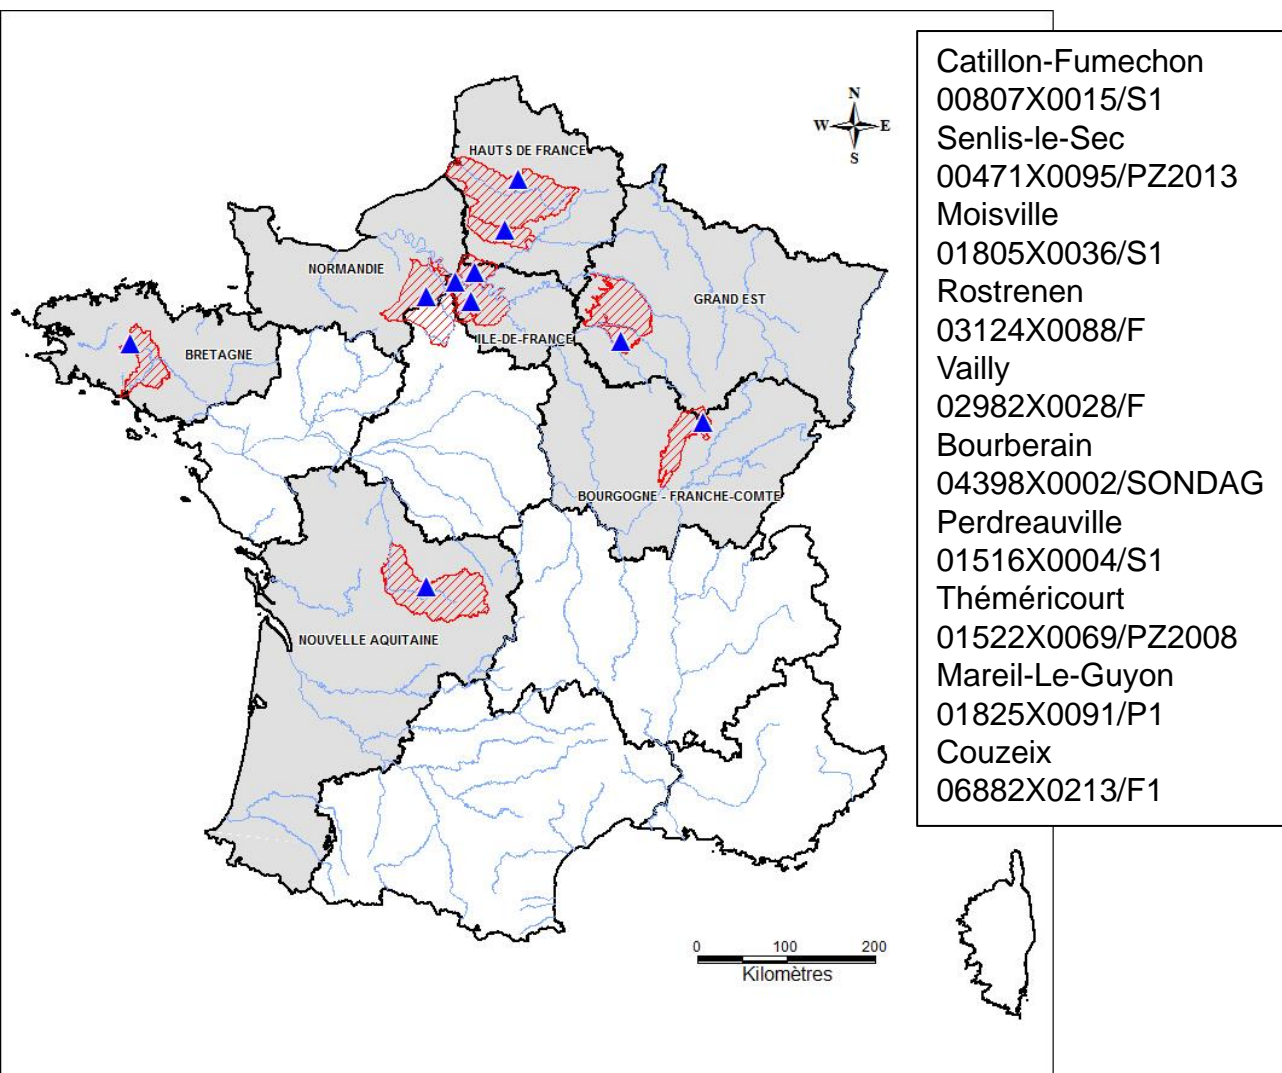 N
W E
S
HAUTS DE FRANCE
NORMANDIE
GRAND EST
ILE-DE-FRANCE
BRETAGNE
BOURGOGNE - FRANCHE-COMTE
NOUVELLE AQUITAINE
0 100 200
Kilomètres
Catillon-Fumechon
00807X0015/S1
Senlis-le-Sec
00471X0095/PZ2013
Moisville
01805X0036/S1
Rostrenen
03124X0088/F
Vailly
02982X0028/F
Bourberain
04398X0002/SONDAG
Perdreauville
01516X0004/S1
Théméricourt
01522X0069/PZ2008
Mareil-Le-Guyon
01825X0091/P1
Couzeix
06882X0213/F1